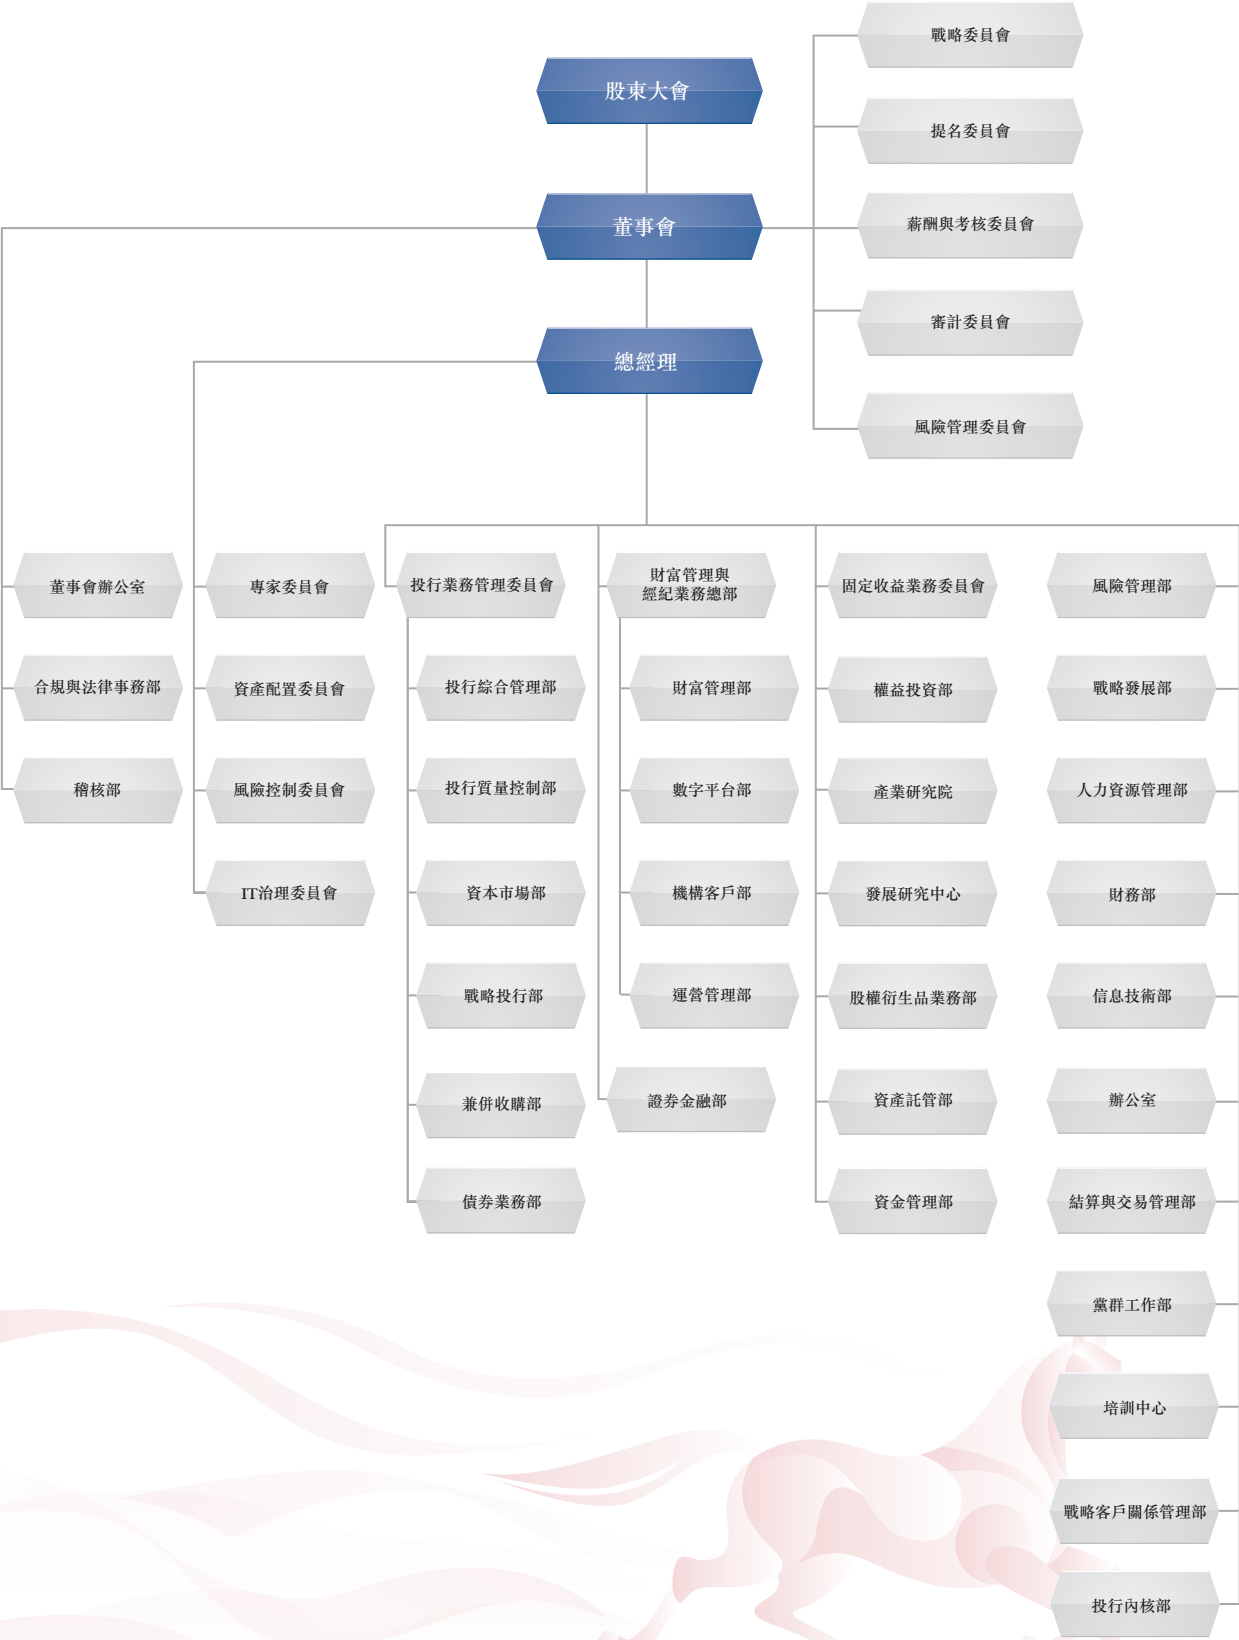 股東大會
董事會
總經理
戰略委員會
提名委員會
薪酬與考核委員會
審計委員會
風險管理委員會
董事會辦公室
合規與法律事務部
稽核部
專家委員會
資產配置委員會
風險控制委員會
IT治理委員會
投行業務管理委員會
投行綜合管理部
投行質量控制部
資本市場部
戰略投行部
兼併收購部
債券業務部
財富管理與
經紀業務總部
財富管理部
數字平台部
機構客戶部
運營管理部
證券金融部
固定收益業務委員會
權益投資部
產業研究院
發展研究中心
股權衍生品業務部
資產託管部
資金管理部
風險管理部
戰略發展部
人力資源管理部
財務部
信息技術部
辦公室
結算與交易管理部
黨群工作部
培訓中心
戰略客戶關係管理部
投行內核部